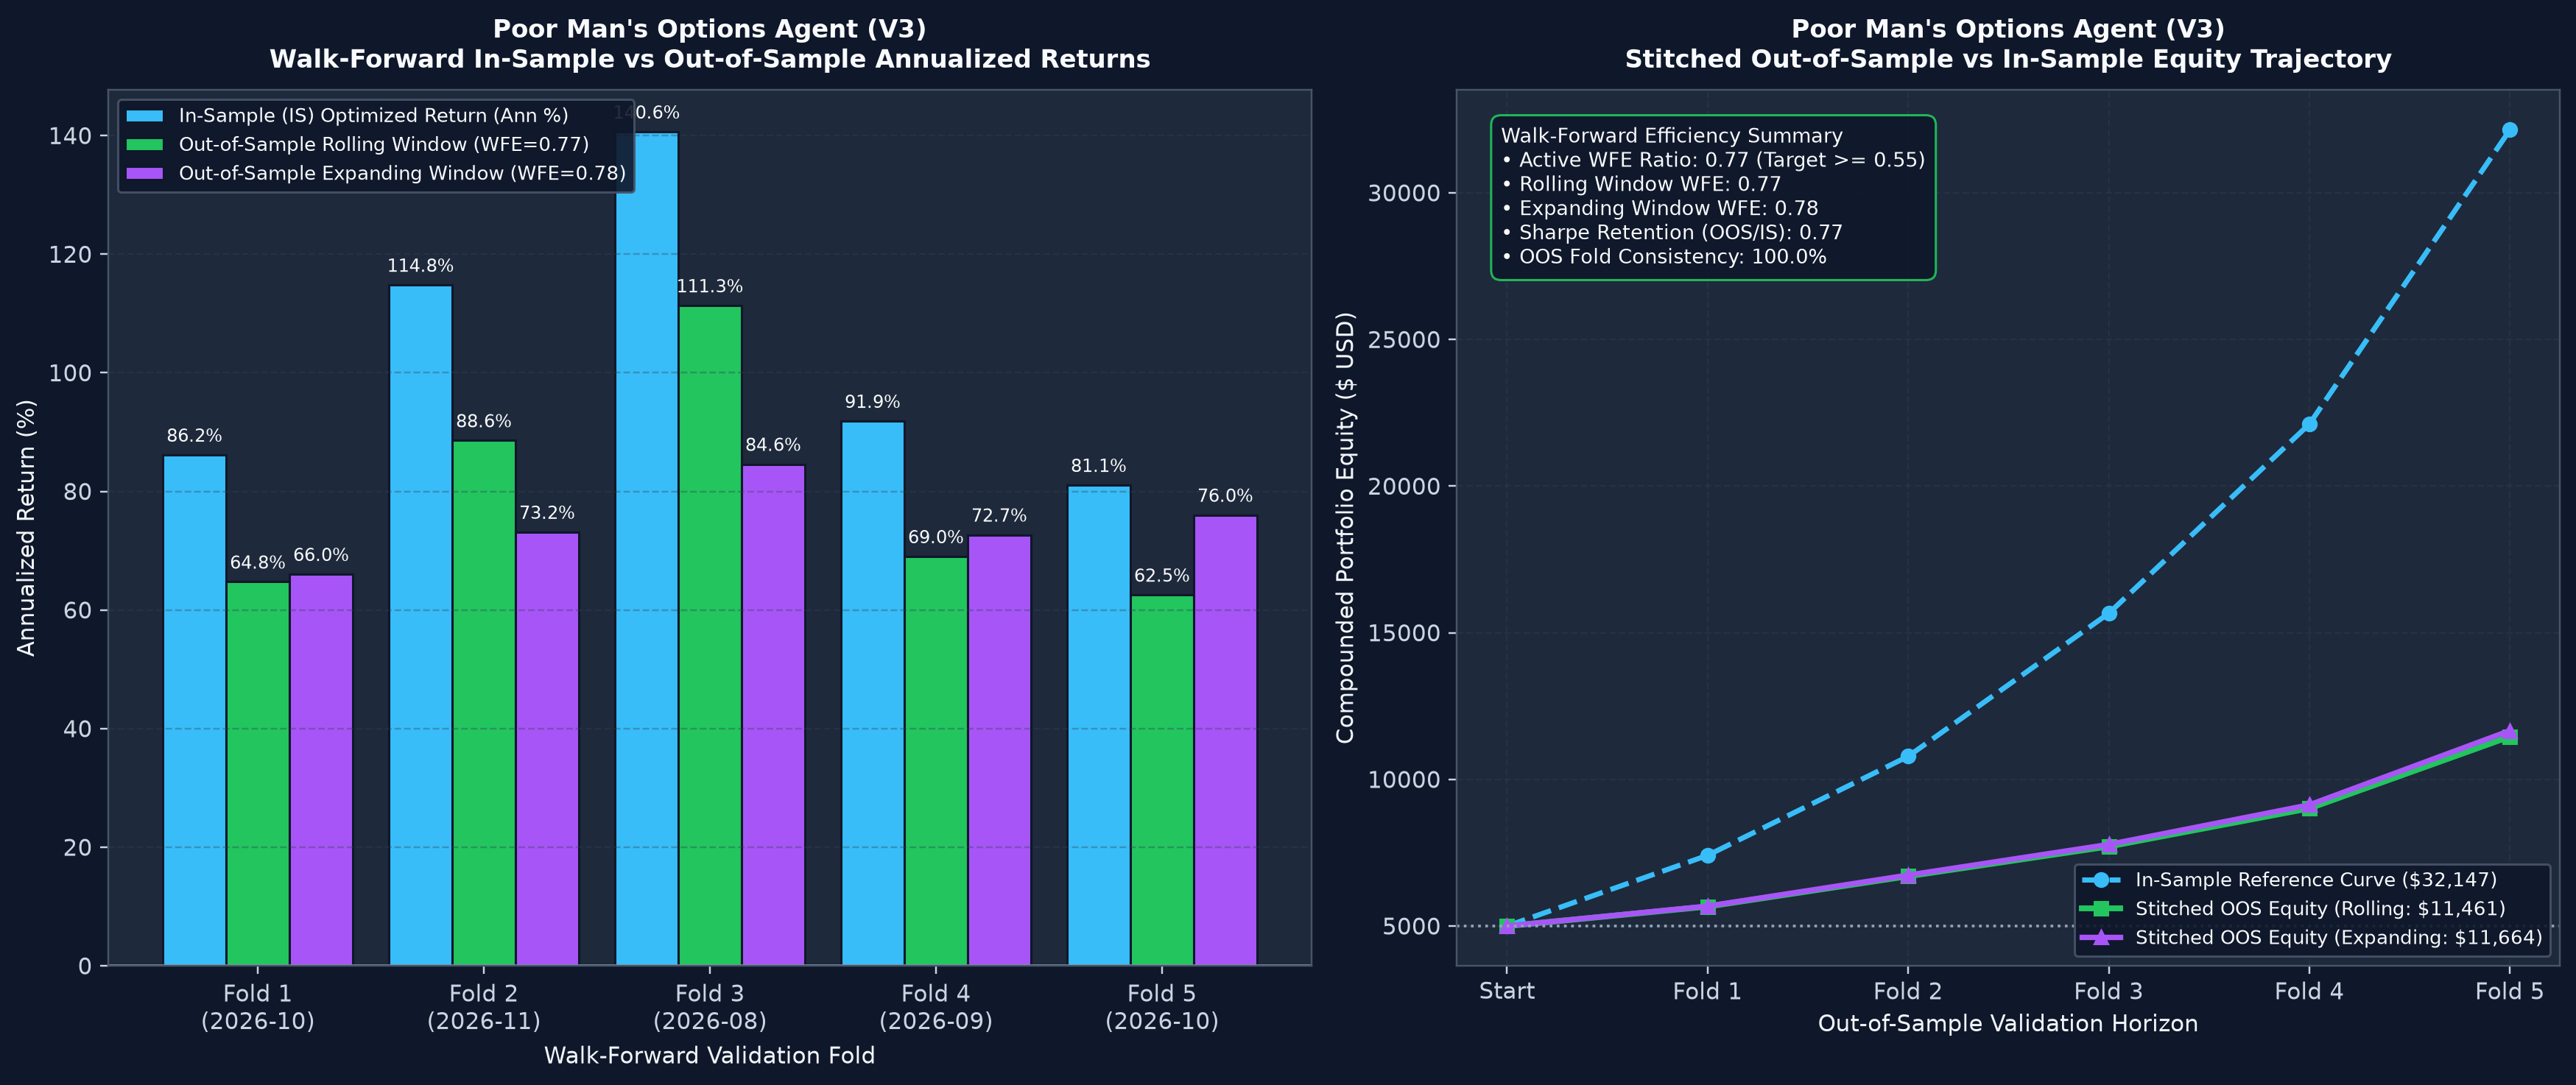 Poor Man's Options Agent (V3)
Walk-Forward In-Sample vs Out-of-Sample Annualized Returns
In-Sample (IS) Optimized Return (Ann %)
Out-of-Sample Rolling Window (WFE=0.77)
Out-of-Sample Expanding Window (WFE=0.78)
Annualized Return (%)
140
120
100
80
60
40
20
0
86.2%
64.8%
66.0%
114.8%
88.6%
73.2%
140.6%
111.3%
84.6%
91.9%
69.0%
72.7%
81.1%
62.5%
76.0%
Fold 1
(2026-10)
Fold 2
(2026-11)
Fold 3
(2026-08)
Fold 4
(2026-09)
Fold 5
(2026-10)
Walk-Forward Validation Fold
Poor Man's Options Agent (V3)
Stitched Out-of-Sample vs In-Sample Equity Trajectory
Walk-Forward Efficiency Summary
• Active WFE Ratio: 0.77 (Target >= 0.55)
• Rolling Window WFE: 0.77
• Expanding Window WFE: 0.78
• Sharpe Retention (OOS/IS): 0.77
• OOS Fold Consistency: 100.0%
Compounded Portfolio Equity ($ USD)
30000
25000
20000
15000
10000
5000
In-Sample Reference Curve ($32,147)
Stitched OOS Equity (Rolling: $11,461)
Stitched OOS Equity (Expanding: $11,664)
Start
Fold 1
Fold 2
Fold 3
Fold 4
Fold 5
Out-of-Sample Validation Horizon